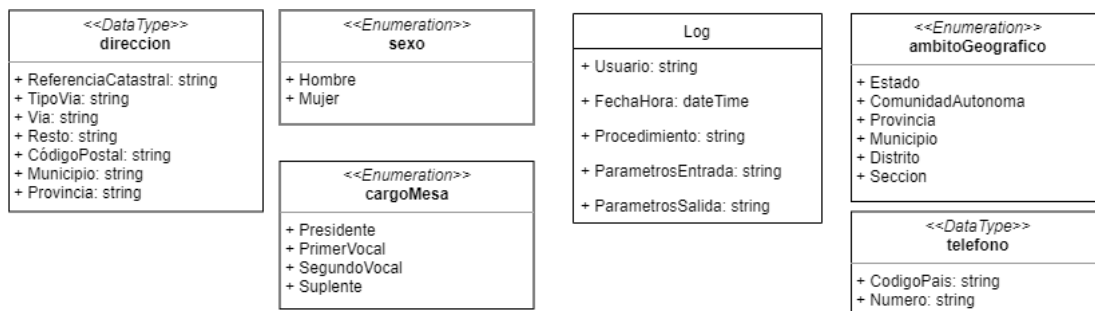 <<DataType>>
direccion
+ ReferenciaCatastral: string
+ TipoVia: string
+ Via: string
+ Resto: string
+ CódigoPostal: string
+ Municipio: string
+ Provincia: string
<<Enumeration>>
sexo
+ Hombre
+ Mujer
<<Enumeration>>
cargoMesa
+ Presidente
+ PrimerVocal
+ SegundoVocal
+ Suplente
Log
+ Usuario: string
+ FechaHora: dateTime
+ Procedimiento: string
+ ParametrosEntrada: string
+ ParametrosSalida: string
<<Enumeration>>
ambitoGeografico
+ Estado
+ ComunidadAutonoma
+ Provincia
+ Municipio
+ Distrito
+ Seccion
<<DataType>>
telefono
+ CodigoPais: string
+ Numero: string